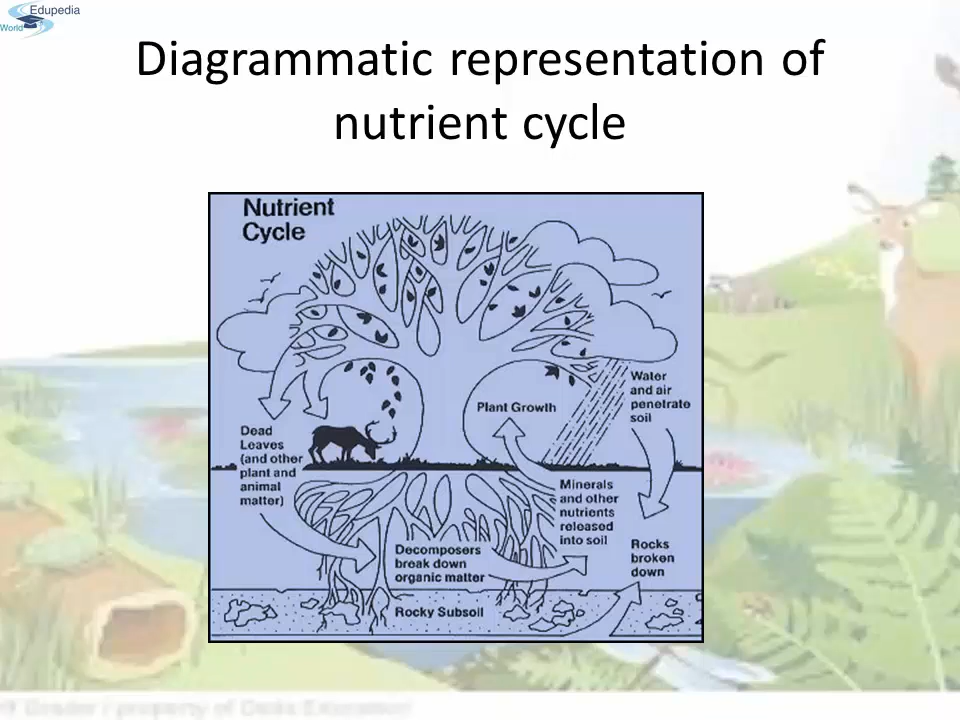 Edupedia
World
Diagrammatic representation of
nutrient cycle
Nutrient
Cycle
Water
and air
penetrate
soil
Plant Growth
Dead
Leaves
(and other
plant and
animal
matter)
Minerals
and other
nutrients
released
into soil
Decomposers
break down
organic matter
Rocks
broken
down
Rocky Subsoil